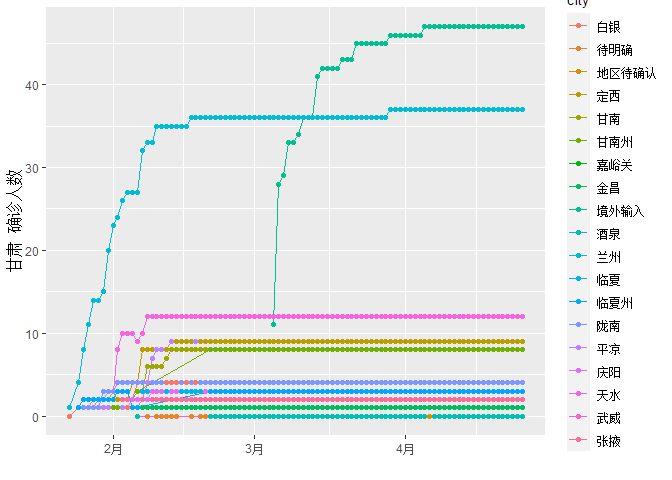 city
白银
待明确
地区待确认
定西
甘南
甘南州
嘉峪关
金昌
境外输入
酒泉
兰州
临夏
临夏州
陇南
平凉
庆阳
天水
武威
张掖
甘肃 确诊人数
40
30
20
10
0
2月
3月
4月